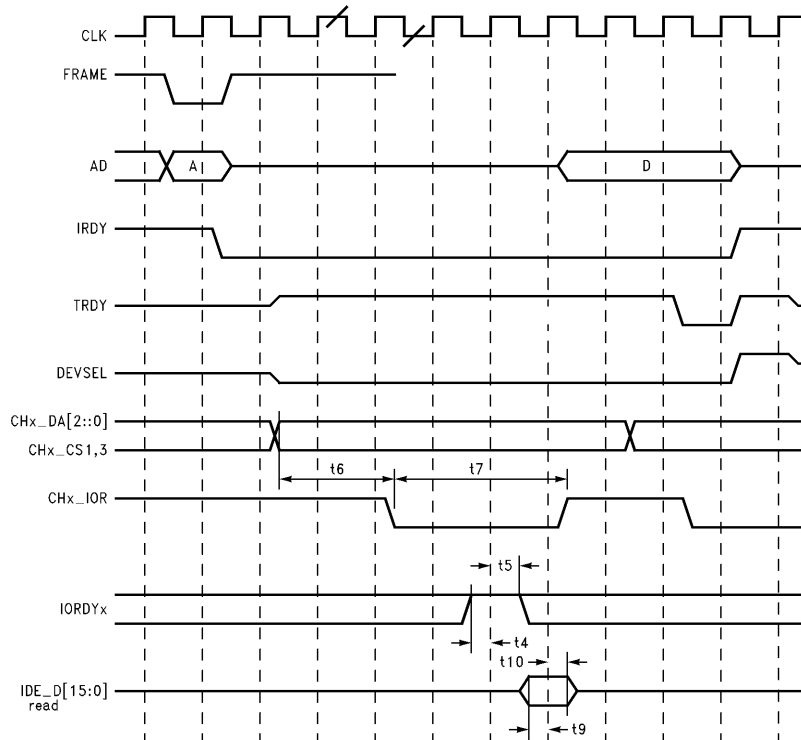 CLK
FRAME
AD
A
D
IRDY
TRDY
DEVSEL
CHx_DA[2::0]
CHx_CS1,3
t6
t7
CHx_IOR
t5
IORDYx
t4
t10
IDE_D[15:0]
read
t9